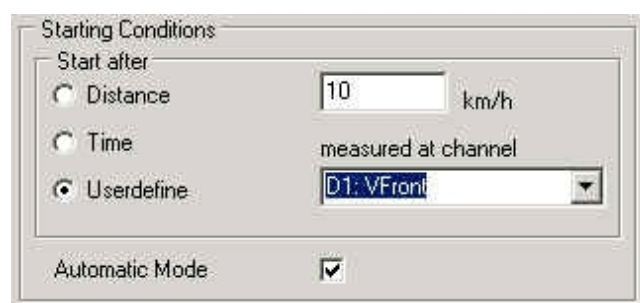 Starting Conditions
Start after
Distance
10 km/h
Time
measured at channel
Userdefine
D1: VFront
Automatic Mode